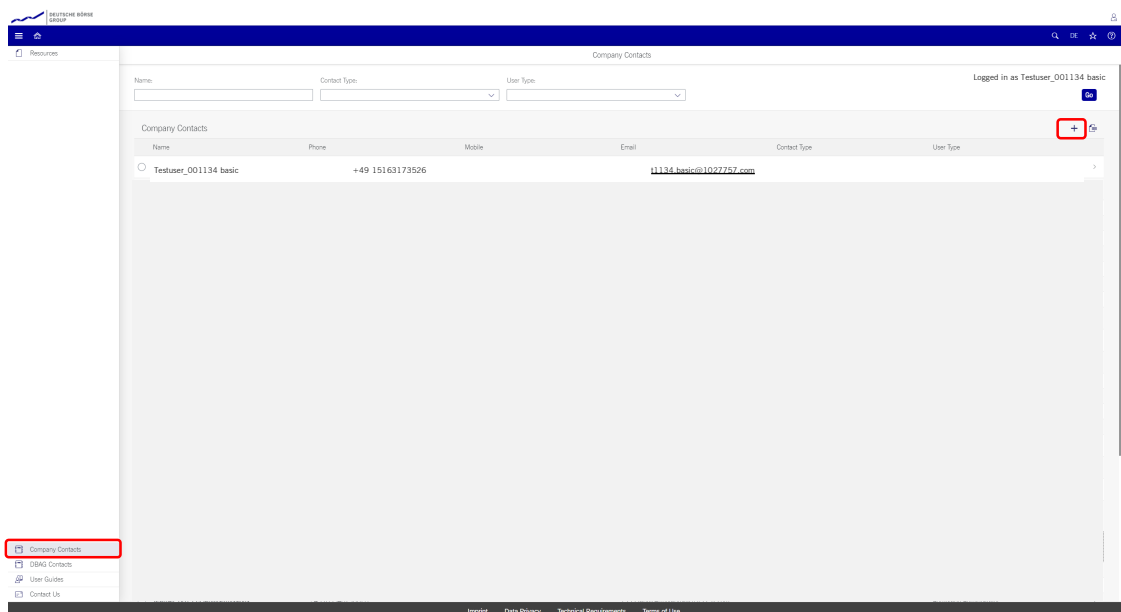 DEUTSCHE BÖRSE
GROUP
DE
Resources
Company Contacts
Logged in as Testuser_001134 basic
Name:
Contact Type:
User Type:
Go
Company Contacts
Name Phone Mobile Email Contact Type User Type
Testuser_001134 basic +49 15163173526 t1134.basic@1027757.com
Company Contacts
DBAG Contacts
User Guides
Contact Us
Imprint Data Privacy Technical Requirements Terms of Use